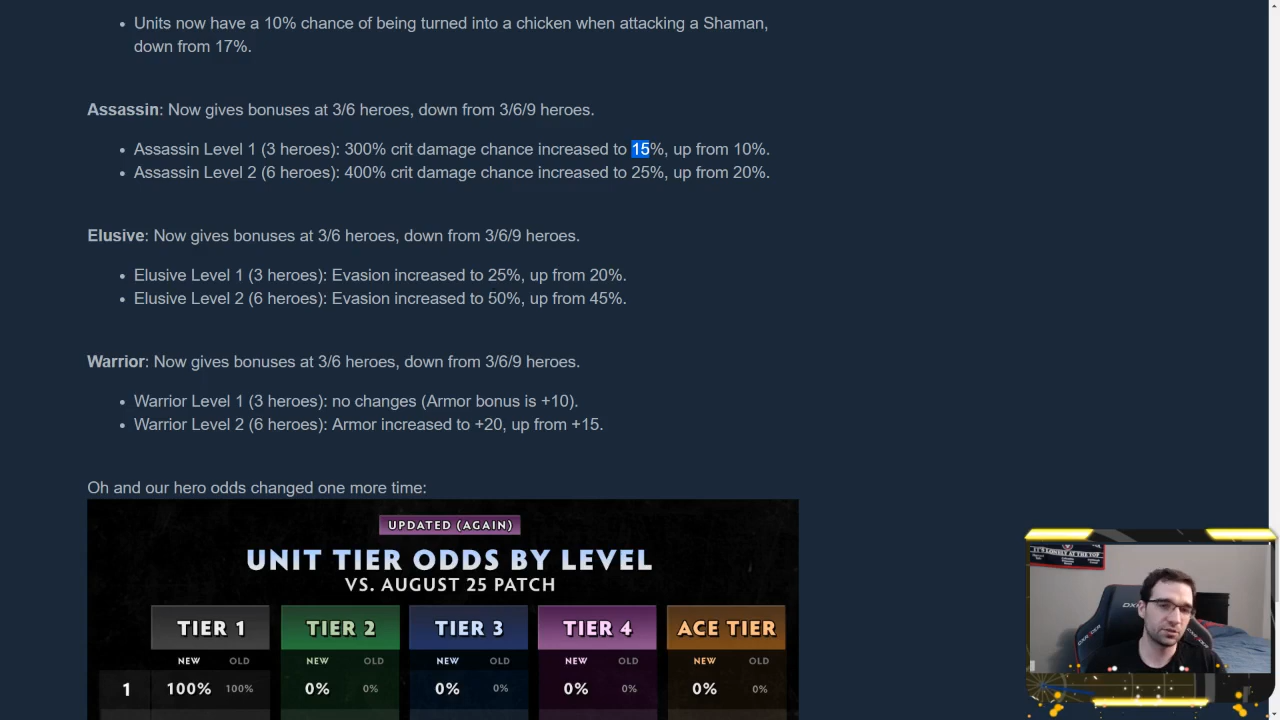 Units now have a 10% chance of being turned into a chicken when attacking a Shaman,
down from 17%.
Assassin: Now gives bonuses at 3/6 heroes, down from 3/6/9 heroes.
Assassin Level 1 (3 heroes): 300% crit damage chance increased to 15%, up from 10%.
Assassin Level 2 (6 heroes): 400% crit damage chance increased to 25%, up from 20%.
Elusive: Now gives bonuses at 3/6 heroes, down from 3/6/9 heroes.
Elusive Level 1 (3 heroes): Evasion increased to 25%, up from 20%.
Elusive Level 2 (6 heroes): Evasion increased to 50%, up from 45%.
Warrior: Now gives bonuses at 3/6 heroes, down from 3/6/9 heroes.
Warrior Level 1 (3 heroes): no changes (Armor bonus is +10).
Warrior Level 2 (6 heroes): Armor increased to +20, up from +15.
Oh and our hero odds changed one more time:
UPDATED (AGAIN)
UNIT TIER ODDS BY LEVEL
VS. AUGUST 25 PATCH
TIER 1 TIER 2 TIER 3 TIER 4 ACE TIER
NEW OLD NEW OLD NEW OLD NEW OLD NEW OLD
1 100% 100% 0% 0% 0% 0% 0% 0% 0% 0%
IT'S LONELY AT THE TOP